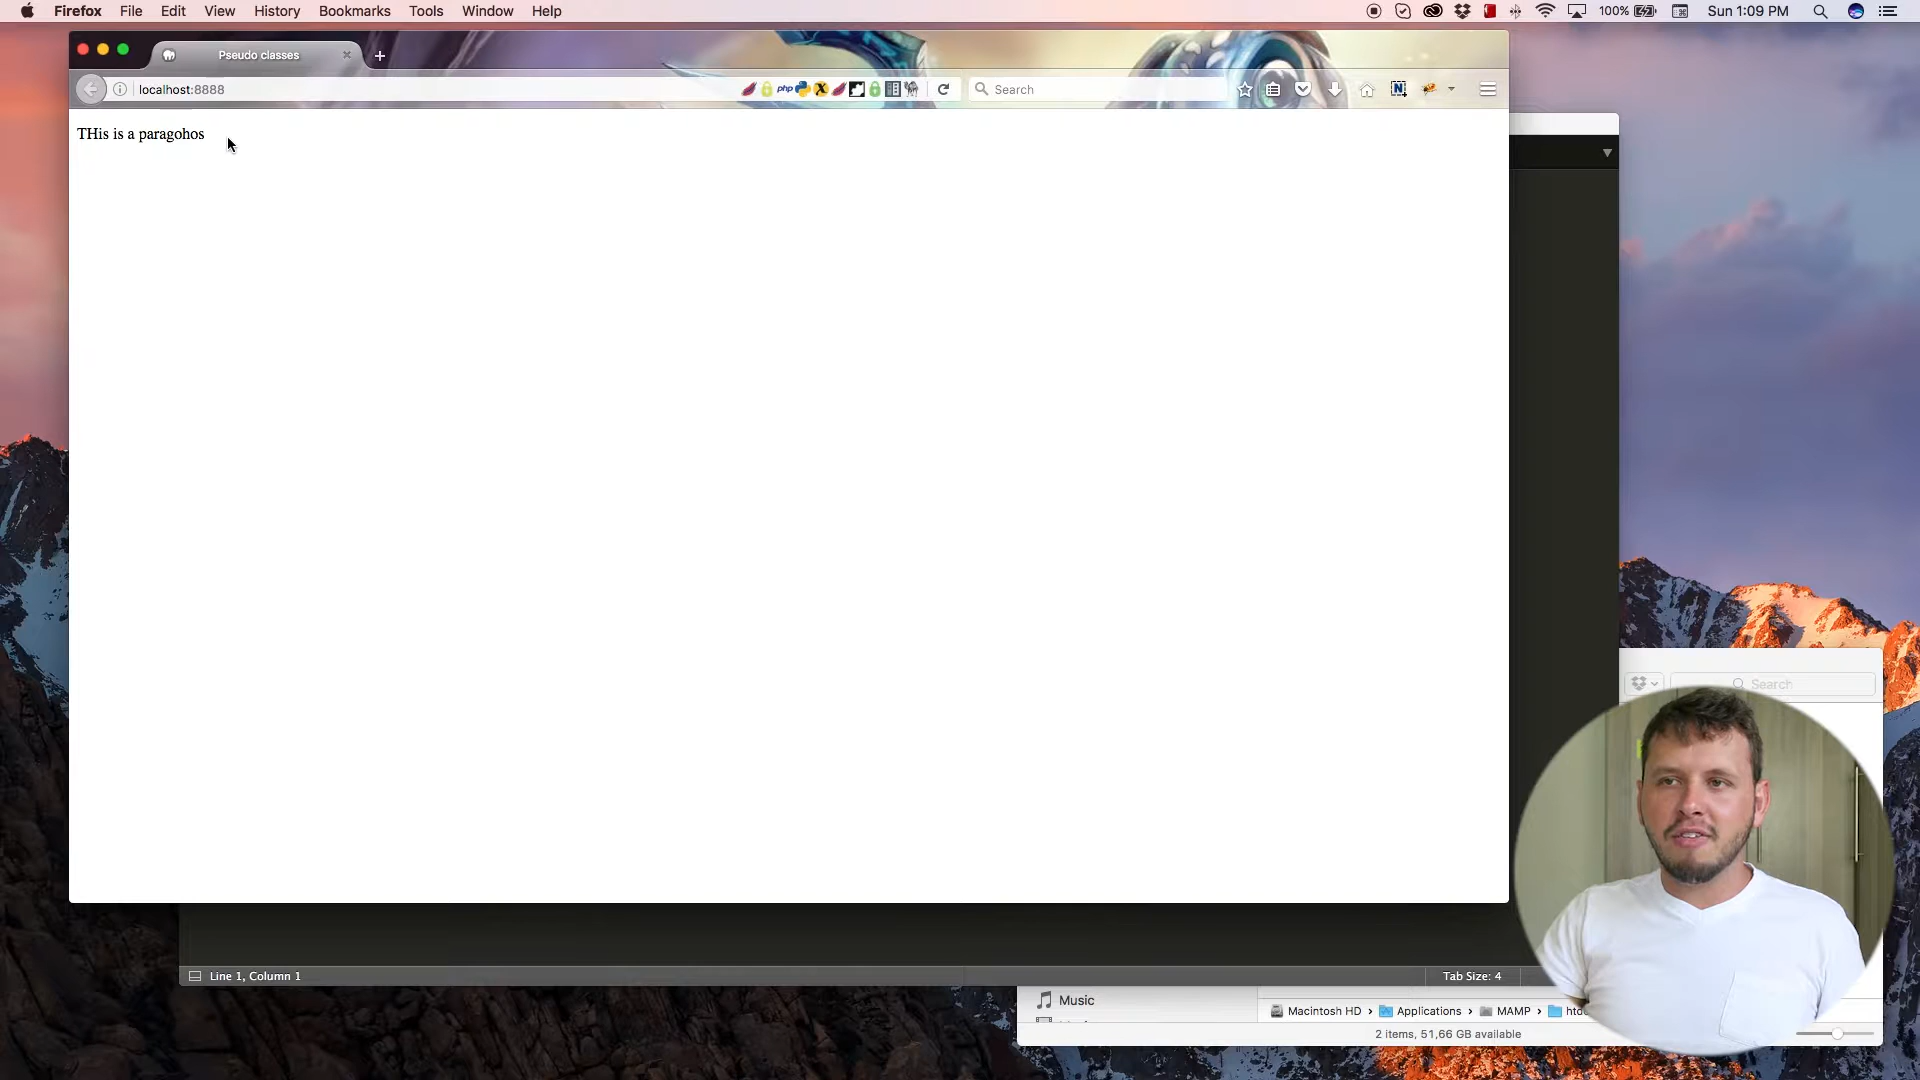 Firefox File Edit View History Bookmarks Tools Window Help 100% Sun 1:09 PM
Pseudo classes
localhost:8888 php Search
THis is a paragohos
Search
Line 1, Column 1 Tab Size: 4
Music
Macintosh HD Applications MAMP
2 items, 51,66 GB available